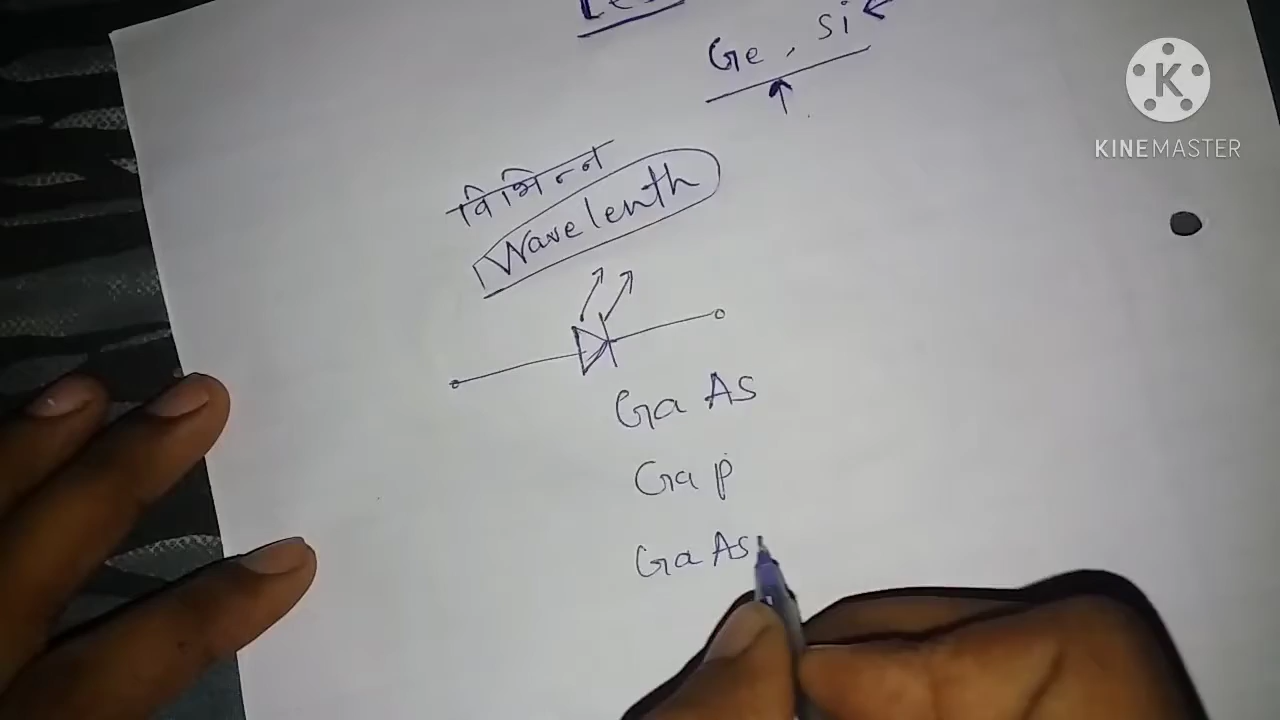 Ge, Si
विभिन्न
Wavelenth
Ga As
Ga p
Ga As
KINEMASTER